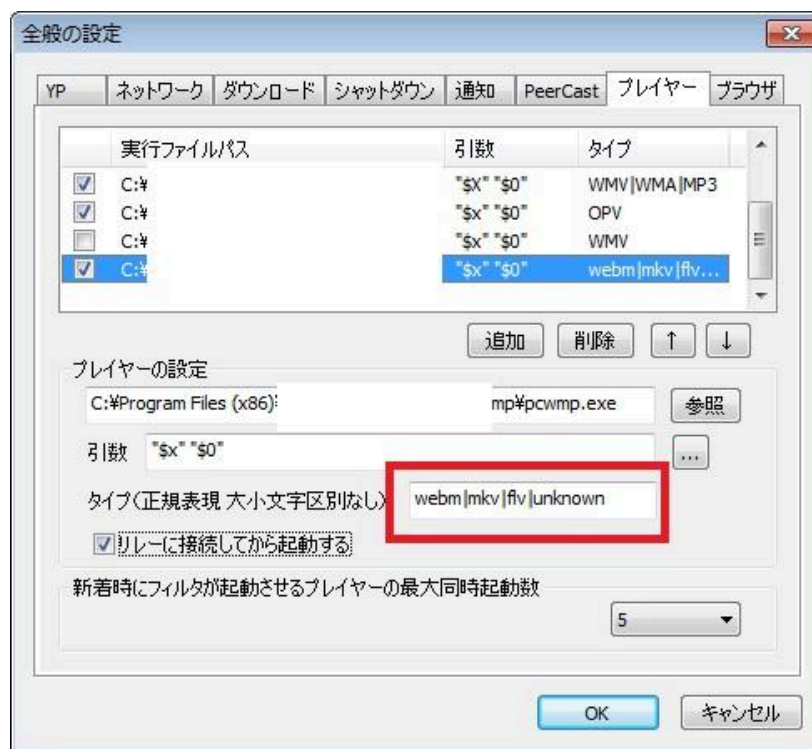 全般の設定
YP ネットワーク ダウンロード シャットダウン 通知 PeerCast プレイヤー ブラウザ
実行ファイルパス 引数 タイプ
C:¥ "$X" "$0" WMV|WMA|MP3
C:¥ "$x" "$0" OPV
C:¥ "$x" "$0" WMV
C:¥ "$x" "$0" webm|mkv|flv...
追加 削除 ↑ ↓
プレイヤーの設定
C:¥Program Files (x86) mp¥pcwmp.exe 参照
引数 "$x" "$0" ...
タイプ(正規表現 大小文字区別なし) webm|mkv|flv|unknown
リレーに接続してから起動する
新着時にフィルタが起動させるプレイヤーの最大同時起動数
5
OK キャンセル